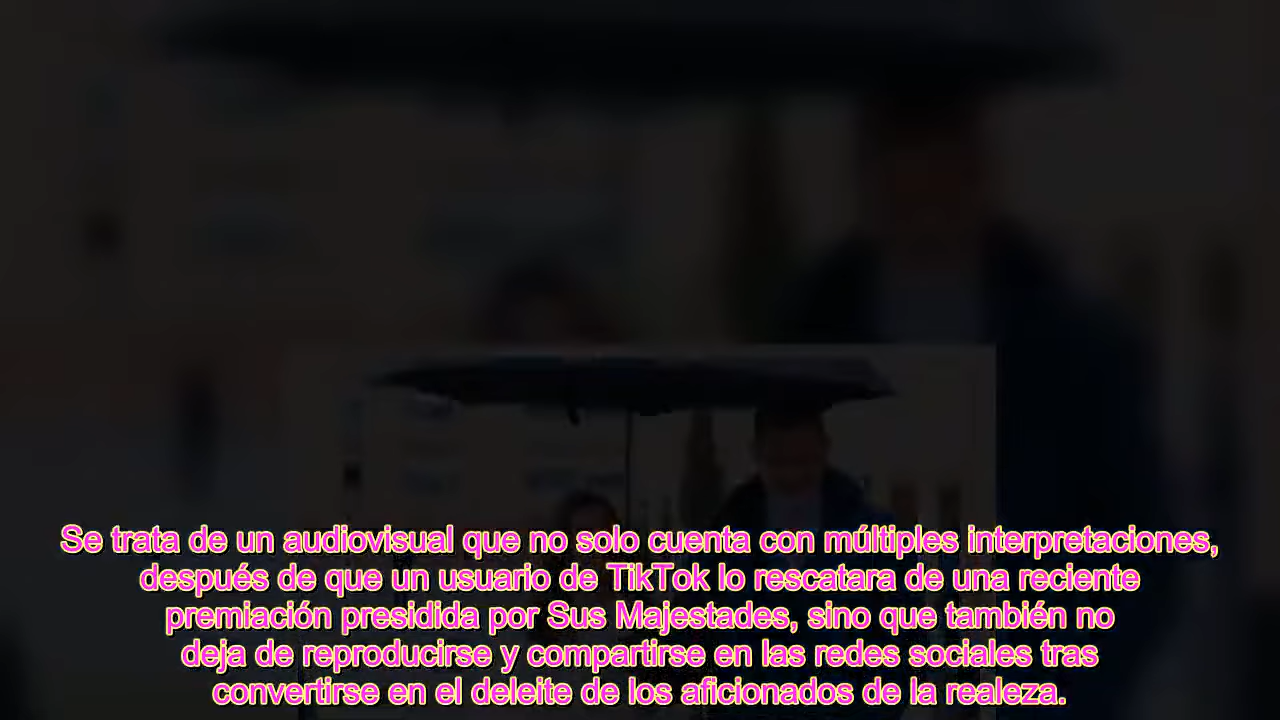 Se trata de un audiovisual que no solo cuenta con múltiples interpretaciones,
después de que un usuario de TikTok lo rescatara de una reciente
premiación presidida por Sus Majestades, sino que también no
deja de reproducirse y compartirse en las redes sociales tras
convertirse en el deleite de los aficionados de la realeza.